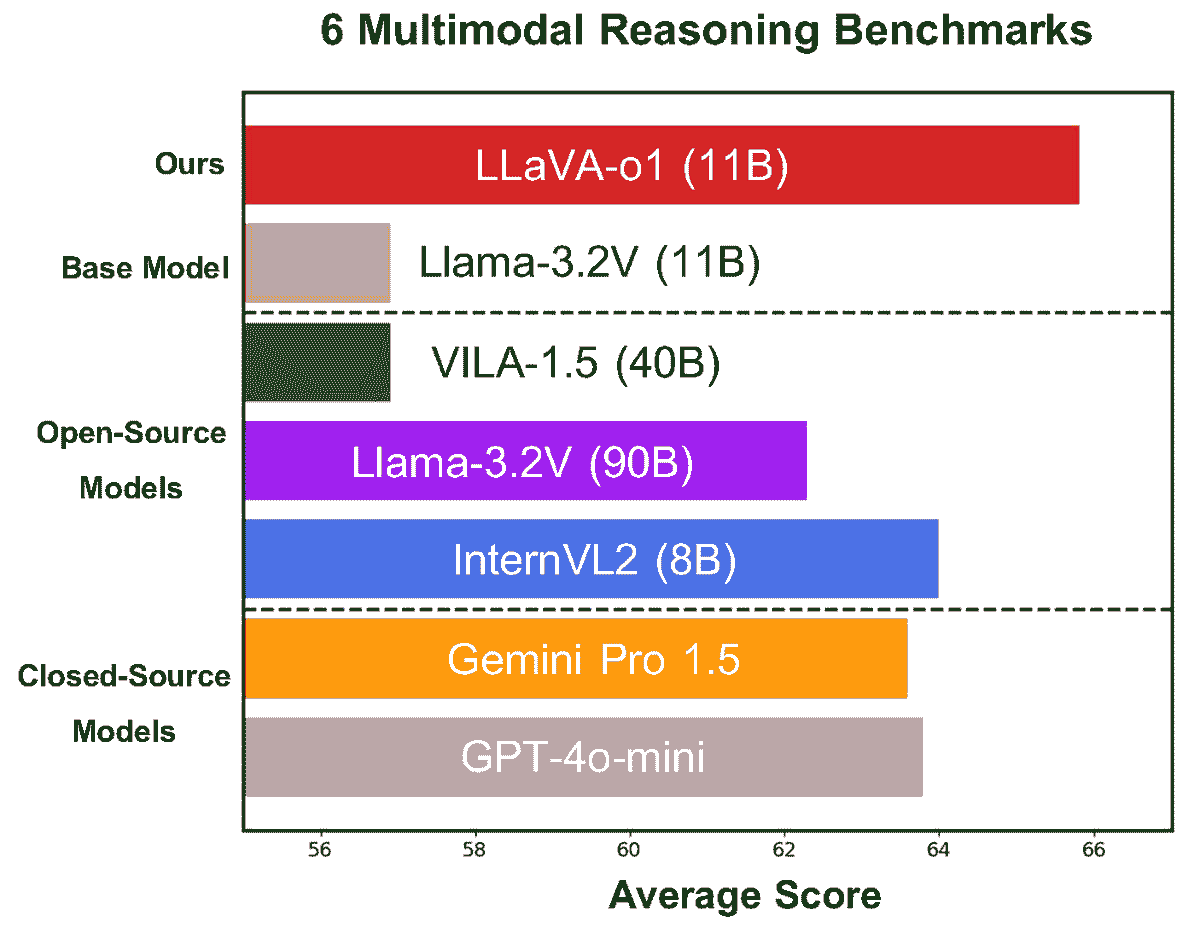 6 Multimodal Reasoning Benchmarks
Ours
LLaVA-o1 (11B)
Base Model
Llama-3.2V (11B)
VILA-1.5 (40B)
Open-Source
Models
Llama-3.2V (90B)
InternVL2 (8B)
Closed-Source
Models
Gemini Pro 1.5
GPT-4o-mini
56 58 60 62 64 66
Average Score